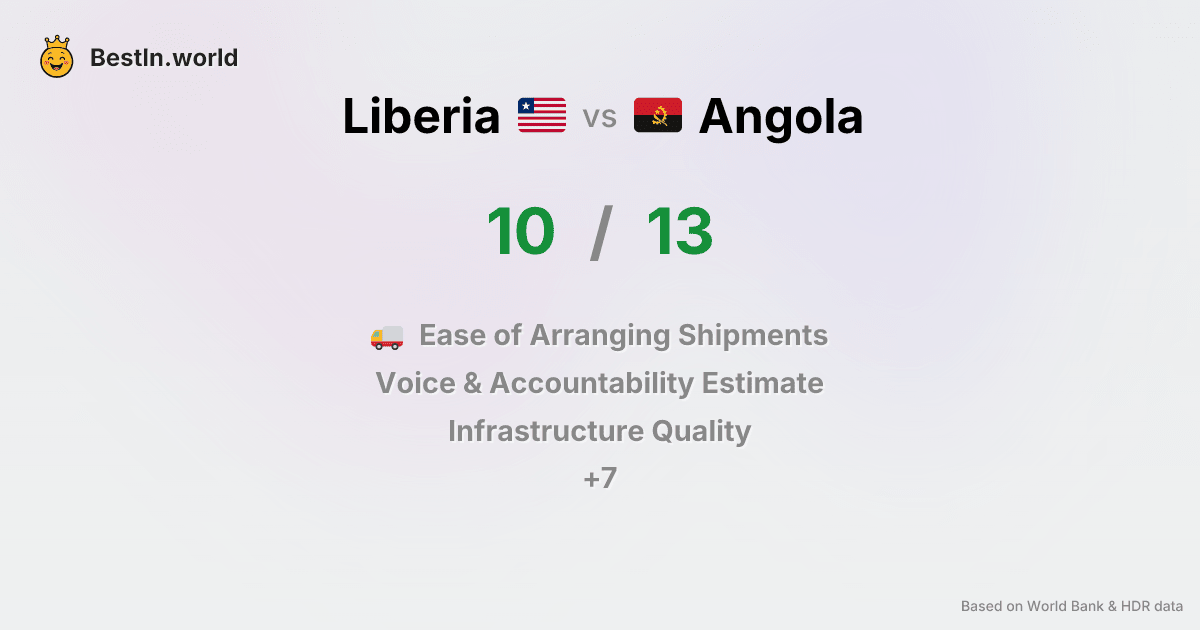 BestIn.world
Liberia vs Angola
10 / 13
Ease of Arranging Shipments
Voice & Accountability Estimate
Infrastructure Quality
+7
Based on World Bank & HDR data